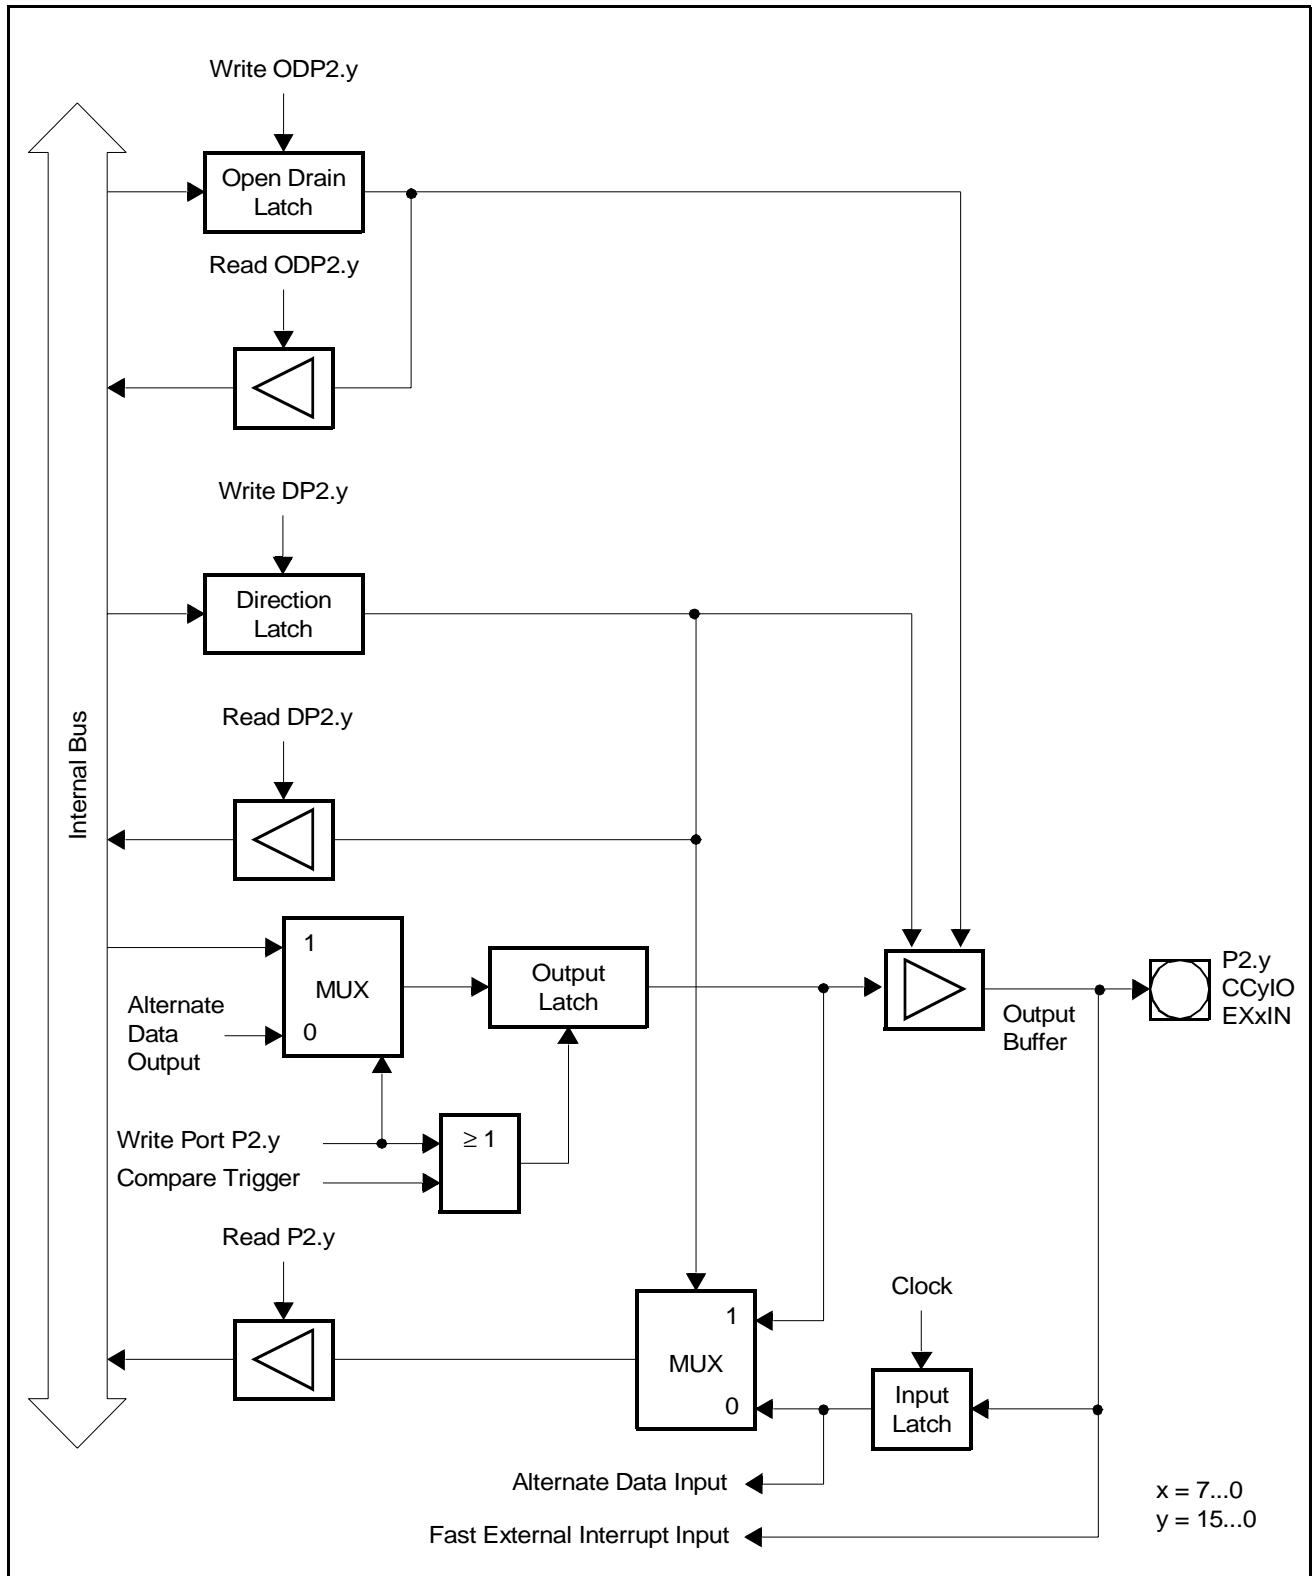 Write ODP2.y
Open Drain
Latch
Read ODP2.y
Write DP2.y
Direction
Latch
Internal Bus
Read DP2.y
1
MUX
0
Alternate
Data
Output
Output
Latch
Output
Buffer
P2.y
CCyIO
EXxIN
Write Port P2.y
Compare Trigger
≥ 1
Read P2.y
1
MUX
0
Clock
Input
Latch
Alternate Data Input
Fast External Interrupt Input
x = 7...0
y = 15...0